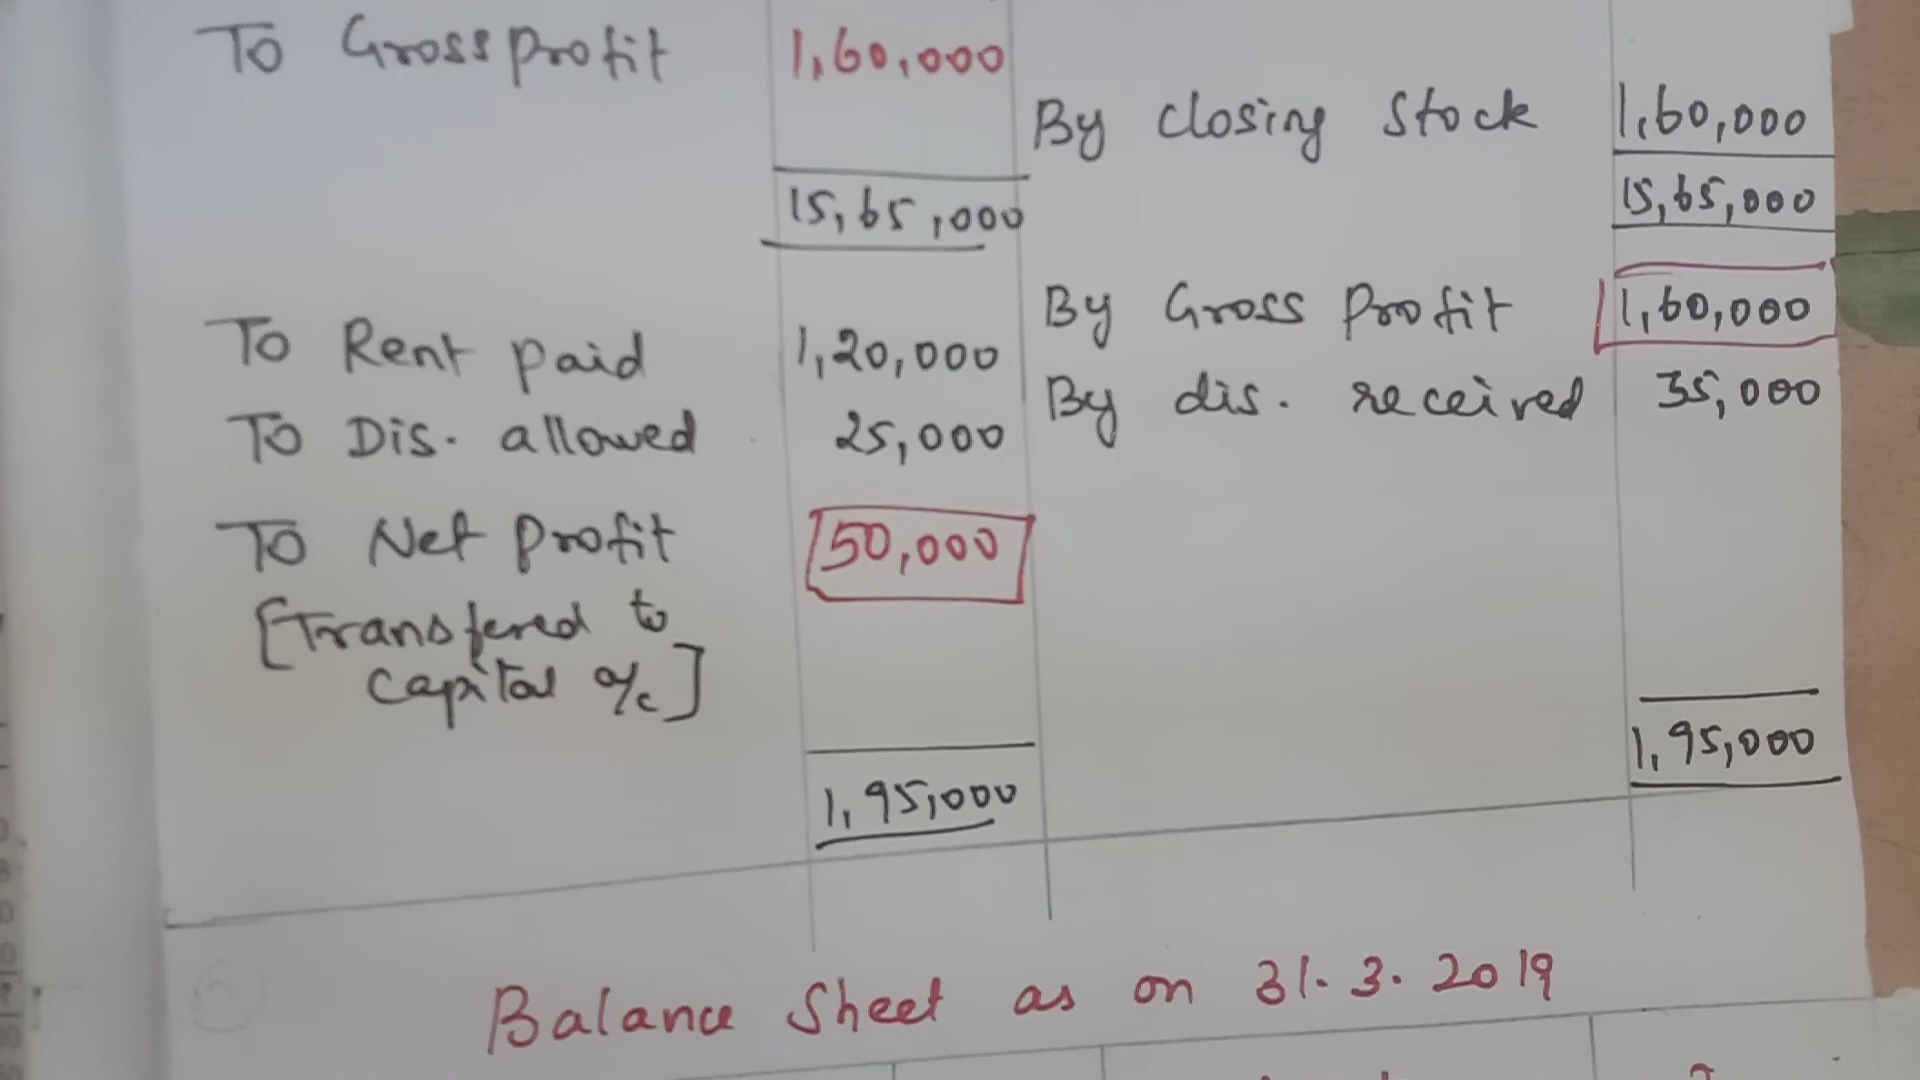 To Gross profit 1,60,000
By closing stock 1,60,000
15,65,000 15,65,000
By Gross Profit 1,60,000
To Rent paid 1,20,000
By dis. received 35,000
To Dis. allowed 25,000
To Net profit 50,000
[Transfered to
capital a/c]
1,95,000 1,95,000
Balance Sheet as on 31.3.2019